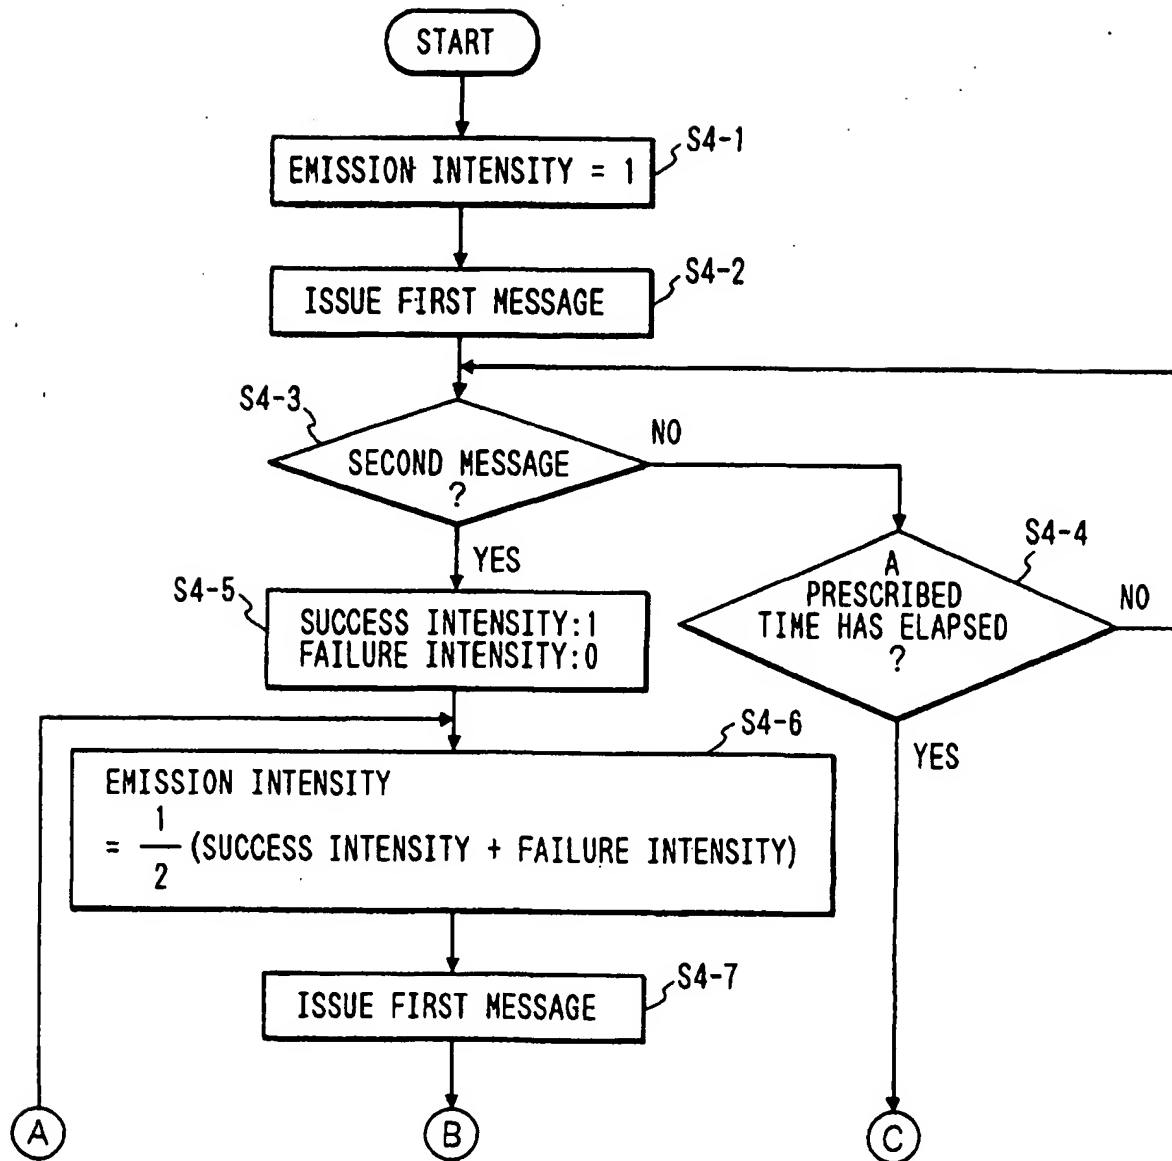 START
S4-1
EMISSION INTENSITY = 1
S4-2
ISSUE FIRST MESSAGE
S4-3
NO
SECOND MESSAGE
?
YES
S4-4
A
PRESCRIBED
TIME HAS ELAPSED
?
NO
YES
S4-5
SUCCESS INTENSITY:1
FAILURE INTENSITY:0
S4-6
EMISSION INTENSITY
= 1/2 (SUCCESS INTENSITY + FAILURE INTENSITY)
S4-7
ISSUE FIRST MESSAGE
A
B
C